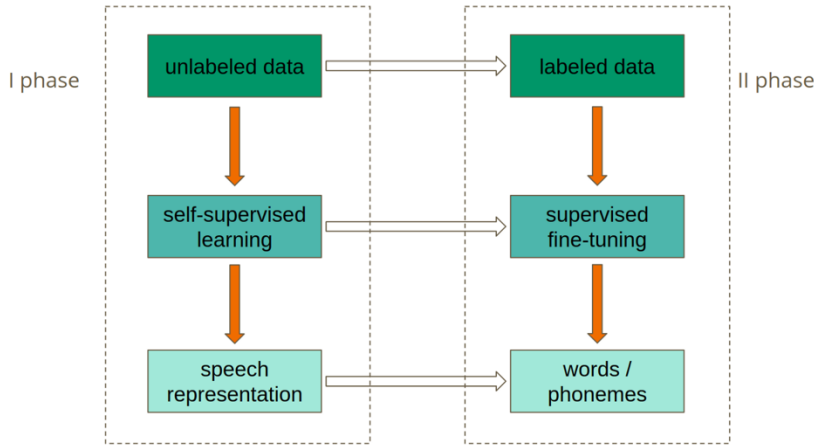 unlabeled data
labeled data
I phase
II phase
self-supervised
learning
supervised
fine-tuning
speech
representation
words /
phonemes